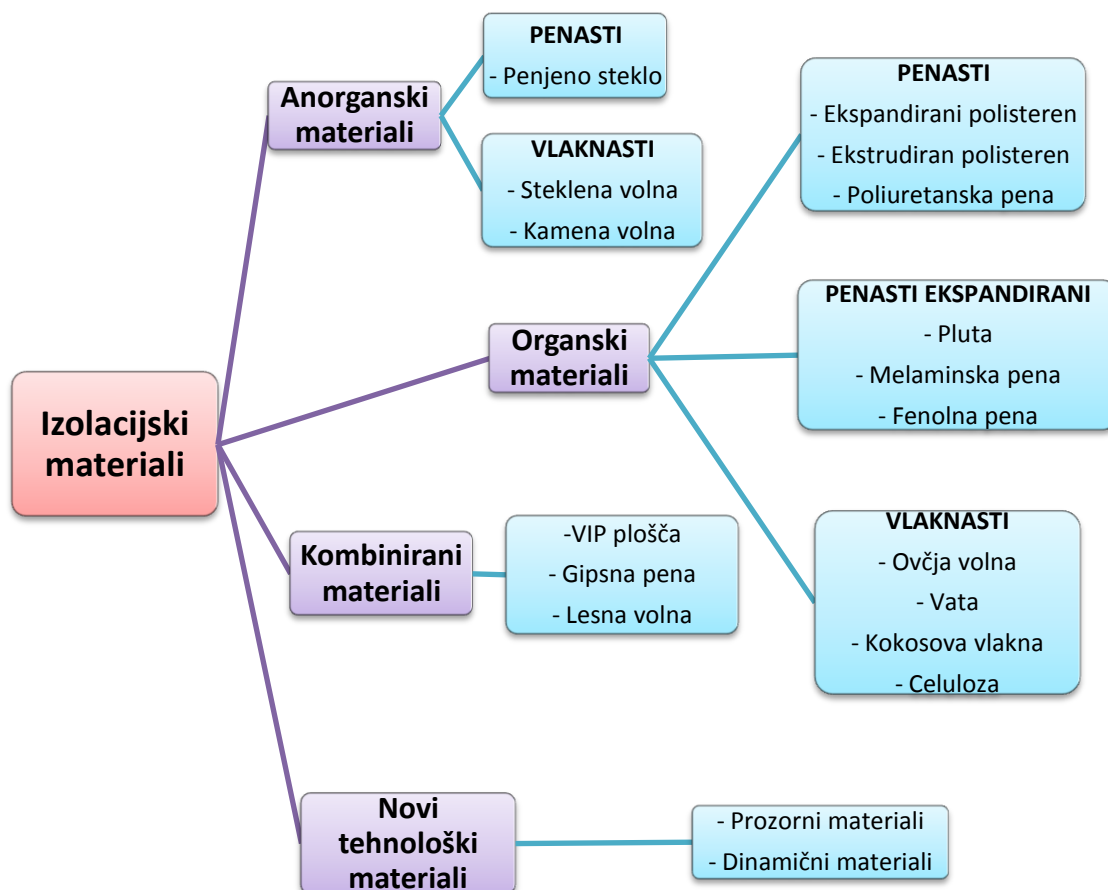 Izolacijski
materiali
Anorganski
materiali
PENASTI
- Penjeno steklo
VLAKNASTI
- Steklena volna
- Kamena volna
Organski
materiali
PENASTI
- Ekspandirani polisteren
- Ekstrudiran polisteren
- Poliuretanska pena
PENASTI EKSPANDIRANI
- Pluta
- Melaminska pena
- Fenolna pena
VLAKNASTI
- Ovčja volna
- Vata
- Kokosova vlakna
- Celuloza
Kombinirani
materiali
-VIP plošča
- Gipsna pena
- Lesna volna
Novi
tehnološki
materiali
- Prozorni materiali
- Dinamični materiali